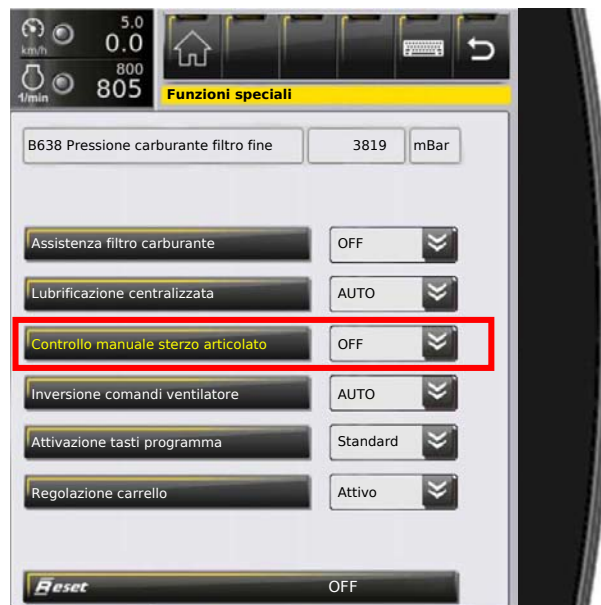 km/h
5.0
0.0
1/min
800
805
Funzioni speciali
B638 Pressione carburante filtro fine 3819 mBar
Assistenza filtro carburante OFF
Lubrificazione centralizzata AUTO
Controllo manuale sterzo articolato OFF
Inversione comandi ventilatore AUTO
Attivazione tasti programma Standard
Regolazione carrello Attivo
Reset OFF